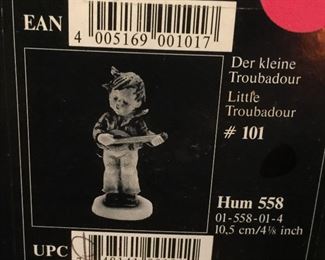 EAN
4 005169 001017
Der kleine
Troubadour
Little
Troubadour
# 101
Hum 558
01-558-01-4
10,5 cm/4⅛ inch
UPC